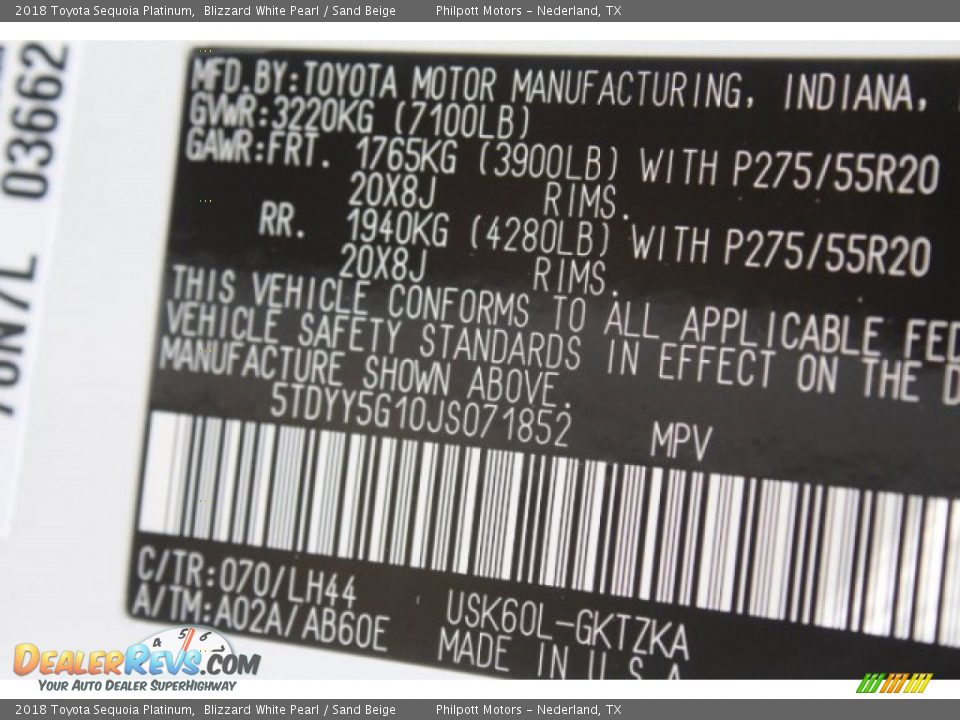 2018 Toyota Sequoia Platinum, Blizzard White Pearl / Sand Beige Philpott Motors - Nederland, TX
03662
MFD.BY:TOYOTA MOTOR MANUFACTURING, INDIANA,
GVWR:3220KG (7100LB)
GAWR:FRT. 1765KG (3900LB) WITH P275/55R20
20X8J RIMS.
RR. 1940KG (4280LB) WITH P275/55R20
20X8J RIMS.
THIS VEHICLE CONFORMS TO ALL APPLICABLE FED
VEHICLE SAFETY STANDARDS IN EFFECT ON THE D
MANUFACTURE SHOWN ABOVE.
5TDYY5G10JS071852 MPV
C/TR:070/LH44
A/TM:A02A/AB60E
USK60L-GKTZKA
MADE IN U.S.A
4 5 6
DEALERREVS.COM
YOUR AUTO DEALER SUPERHIGHWAY
2018 Toyota Sequoia Platinum, Blizzard White Pearl / Sand Beige Philpott Motors - Nederland, TX